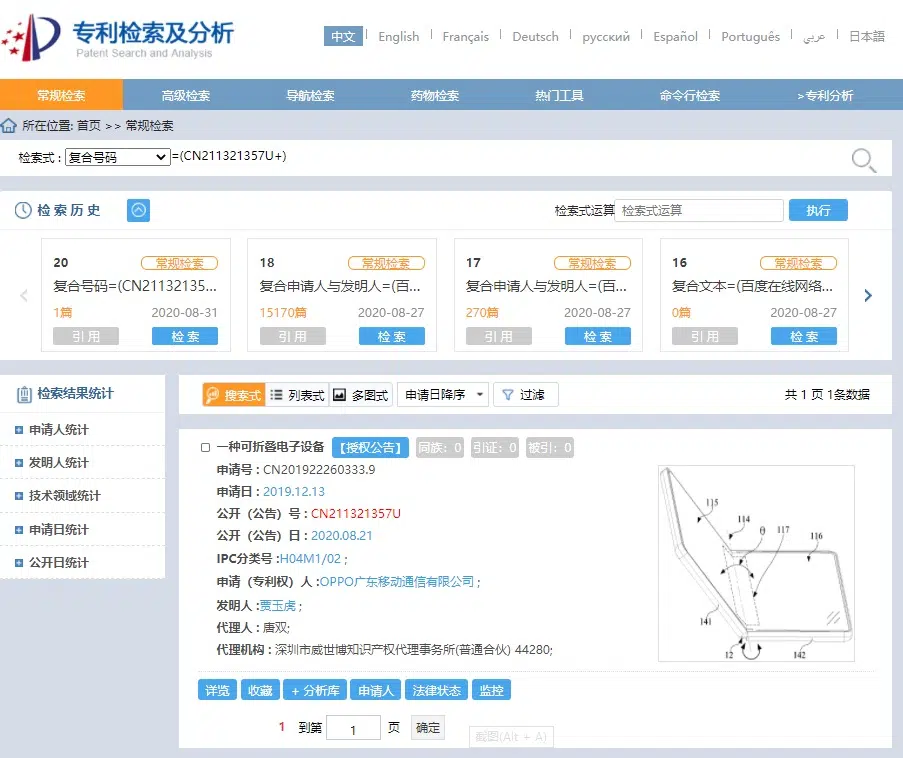 专利检索及分析
Patent Search and Analysis
中文 English Français Deutsch русский Español Português عربي 日本語
常规检索 高级检索 导航检索 药物检索 热门工具 命令行检索 >专利分析
所在位置: 首页 >> 常规检索
检索式 : 复合号码 =(CN211321357U+)
检索历史 检索式运算 检索式运算 执行
20 常规检索 18 常规检索 17 常规检索 16 常规检索
复合号码=(CN21132135... 复合申请人与发明人=(百... 复合申请人与发明人=(百... 复合文本=(百度在线网络...
1篇 2020-08-31 15170篇 2020-08-27 270篇 2020-08-27 0篇 2020-08-27
引用 检索 引用 检索 引用 检索 引用 检索
检索结果统计
申请人统计
发明人统计
技术领域统计
申请日统计
公开日统计
搜索式 列表式 多图式 申请日降序 过滤 共 1 页 1条数据
一种可折叠电子设备 【授权公告】 同族: 0 引证: 0 被引: 0
申请号 : CN201922260333.9
申请日 : 2019.12.13
公开（公告）号 : CN211321357U
公开（公告）日 : 2020.08.21
IPC分类号 :H04M1/02 ;
申请（专利权）人 :OPPO广东移动通信有限公司 ;
发明人 :贾玉虎 ;
代理人 : 唐双;
代理机构 : 深圳市威世博知识产权代理事务所(普通合伙) 44280;
115
114
θ
117
116
141
12
142
详览 收藏 + 分析库 申请人 法律状态 监控
1 到第 1 页 确定
截图(Alt + A)